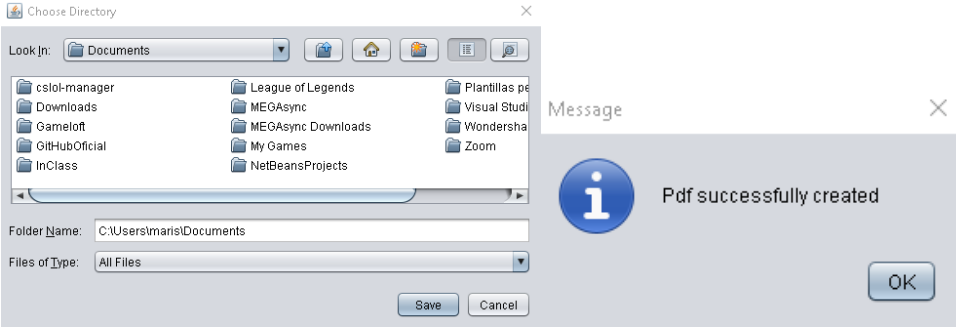 Choose Directory
Look In: Documents
cslol-manager
Downloads
Gameloft
GitHubOficial
InClass
League of Legends
MEGAsync
MEGAsync Downloads
My Games
NetBeansProjects
Plantillas pe
Visual Studi
Wondersha
Zoom
Folder Name: C:\Users\maris\Documents
Files of Type: All Files
Save Cancel
Message
Pdf successfully created
OK